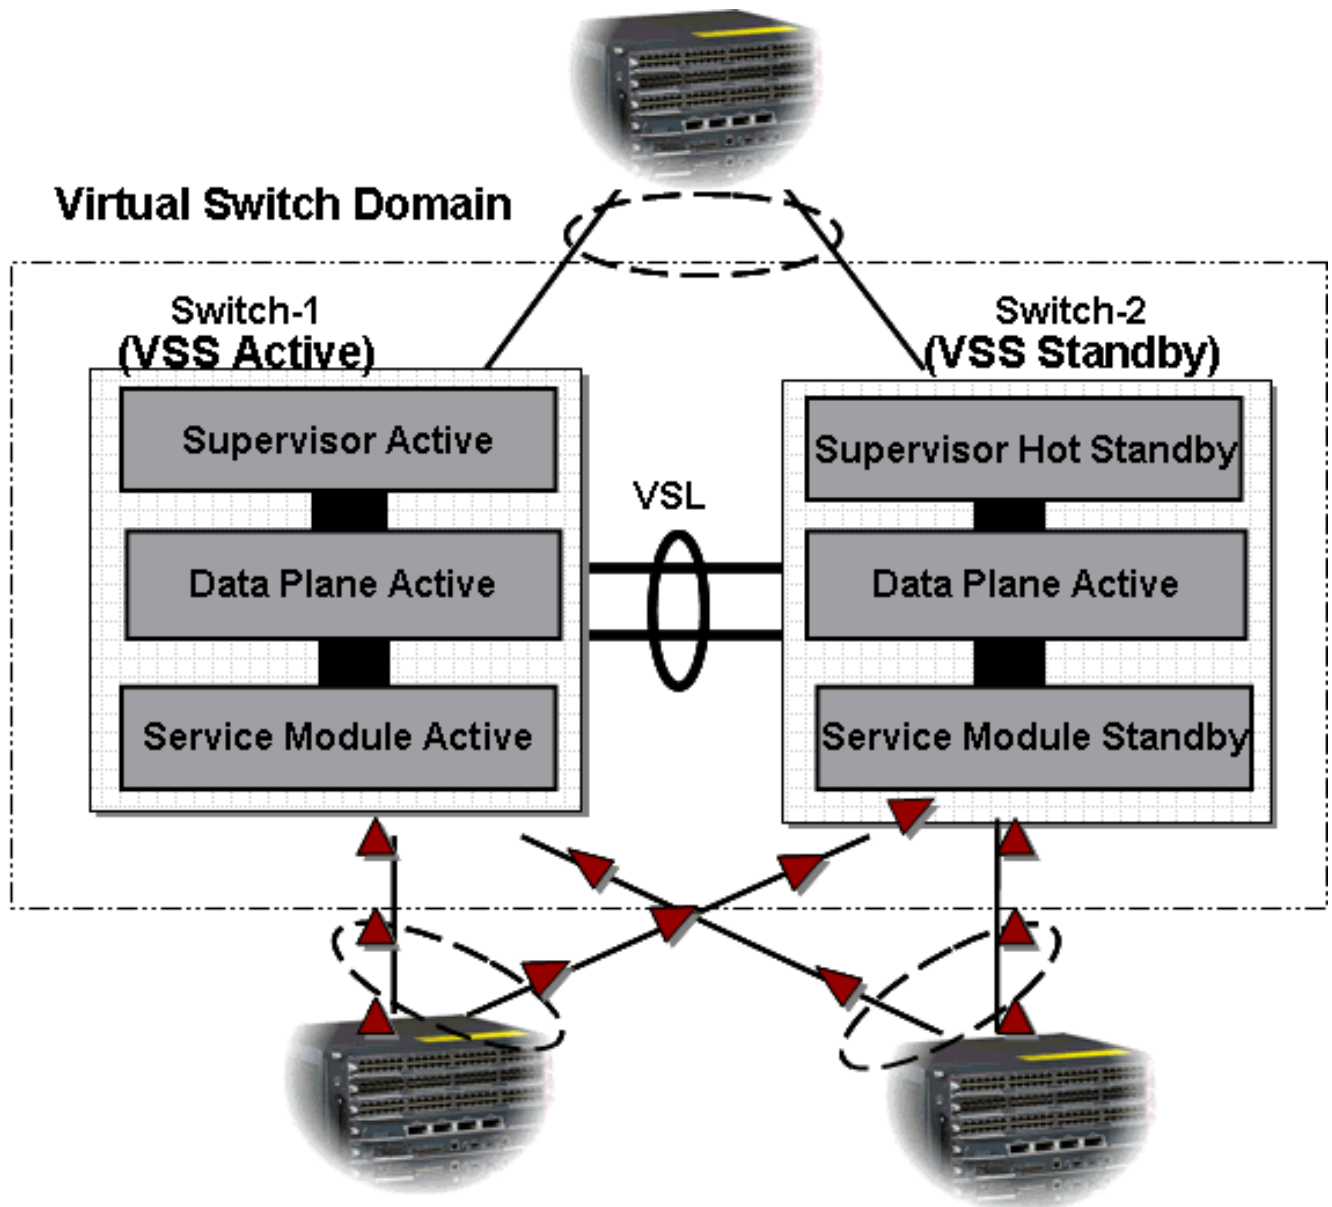 Virtual Switch Domain
Switch-1
(VSS Active)
Switch-2
(VSS Standby)
Supervisor Active
Data Plane Active
Service Module Active
VSL
Supervisor Hot Standby
Data Plane Active
Service Module Standby